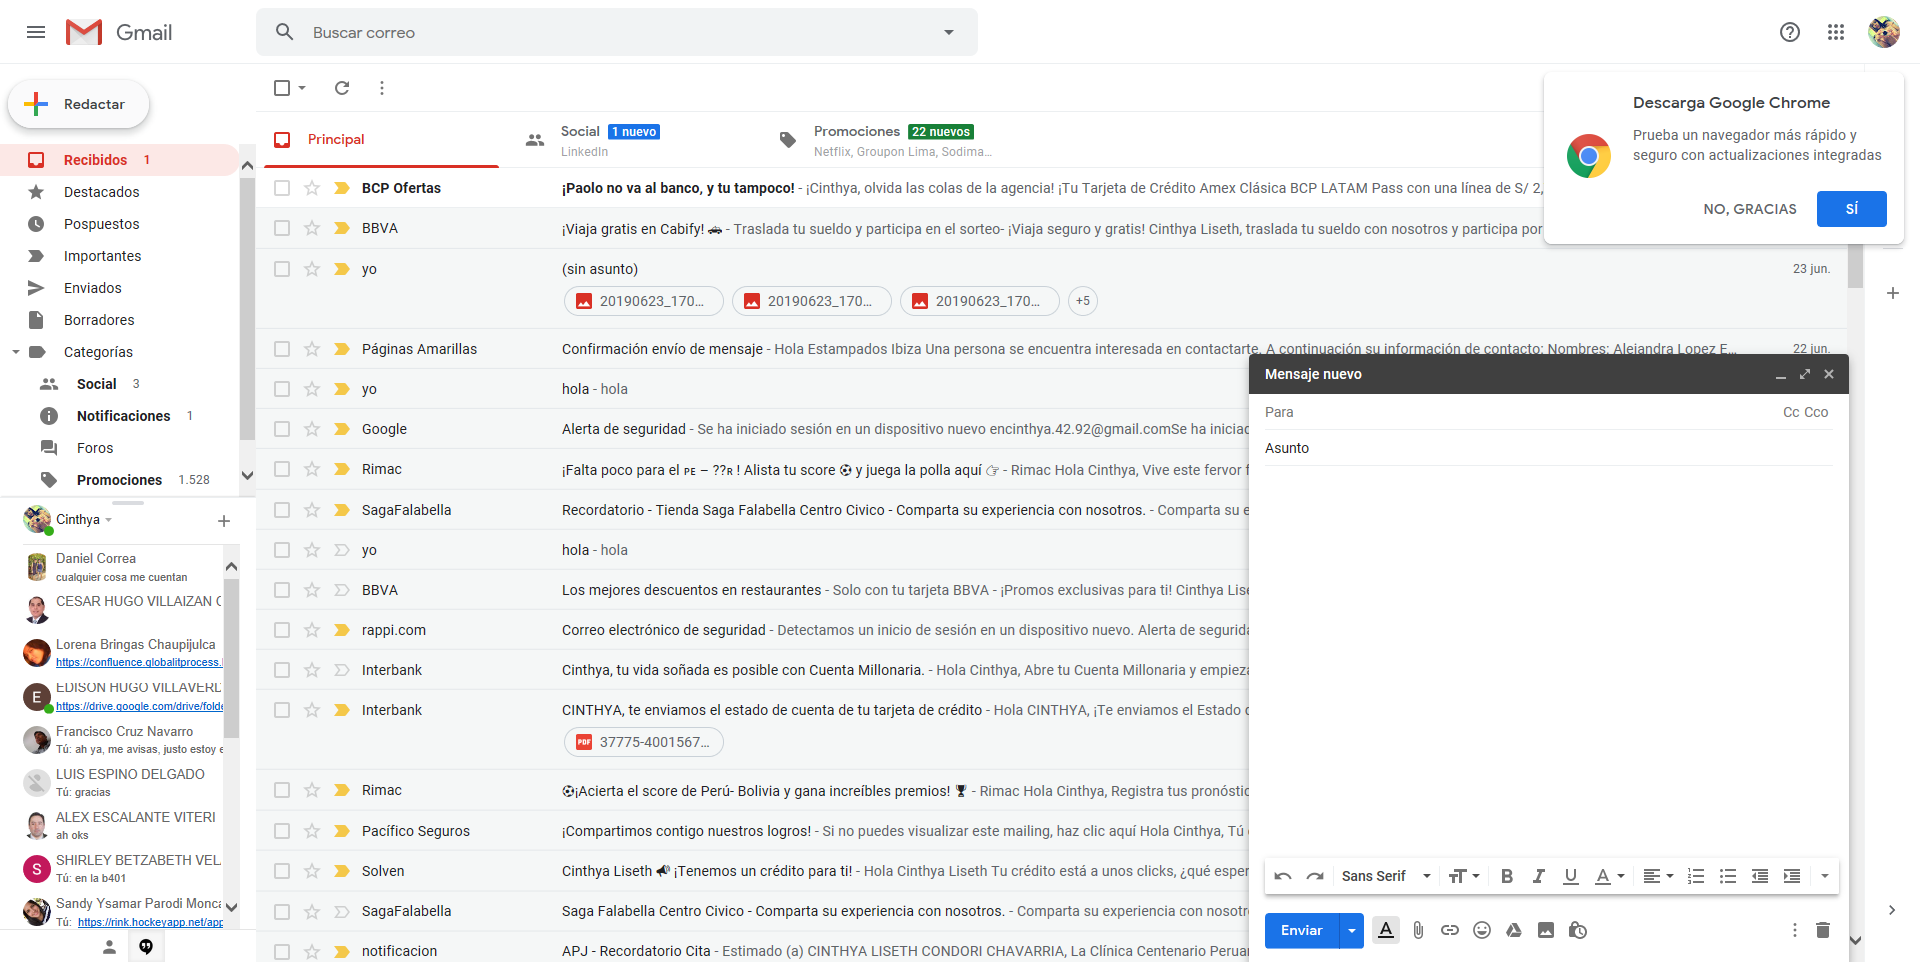 Gmail
Buscar correo
Redactar
Recibidos 1
Destacados
Pospuestos
Importantes
Enviados
Borradores
Categorías
Social 3
Notificaciones 1
Foros
Promociones 1.528
Cinthya
Daniel Correa
cualquier cosa me cuentan
CESAR HUGO VILLAIZAN
Lorena Bringas Chaupijulca
https://confluence.globalitprocess.
EDISON HUGO VILLAVERD
https://drive.google.com/drive/folde
Francisco Cruz Navarro
Tú: ah ya, me avisas, justo estoy e
LUIS ESPINO DELGADO
Tú: gracias
ALEX ESCALANTE VITERI
ah oks
SHIRLEY BETZABETH VEL
Tú: en la b401
Sandy Ysamar Parodi Monca
Tú: https://rink.hockeyapp.net/app
Principal
Social 1 nuevo
LinkedIn
Promociones 22 nuevos
Netflix, Groupon Lima, Sodima...
BCP Ofertas ¡Paolo no va al banco, y tu tampoco! - ¡Cinthya, olvida las colas de la agencia! ¡Tu Tarjeta de Crédito Amex Clásica BCP LATAM Pass con una línea de S/ 2,
BBVA ¡Viaja gratis en Cabify! 🚗 - Traslada tu sueldo y participa en el sorteo- ¡Viaja seguro y gratis! Cinthya Liseth, traslada tu sueldo con nosotros y participa por
yo (sin asunto) 23 jun.
20190623_170... 20190623_170... 20190623_170... +5
Páginas Amarillas Confirmación envío de mensaje - Hola Estampados Ibiza Una persona se encuentra interesada en contactarte. A continuación su información de contacto: Nombres: Alejandra Lopez E... 22 jun.
yo hola - hola
Google Alerta de seguridad - Se ha iniciado sesión en un dispositivo nuevo encinthya.42.92@gmail.comSe ha iniciad
Rimac ¡Falta poco para el ᴘᴇ – ??ʀ ! Alista tu score ⚽ y juega la polla aquí 👉 - Rimac Hola Cinthya, Vive este fervor f
SagaFalabella Recordatorio - Tienda Saga Falabella Centro Civico - Comparta su experiencia con nosotros. - Comparta su e
yo hola - hola
BBVA Los mejores descuentos en restaurantes - Solo con tu tarjeta BBVA - ¡Promos exclusivas para ti! Cinthya Lise
rappi.com Correo electrónico de seguridad - Detectamos un inicio de sesión en un dispositivo nuevo. Alerta de segurida
Interbank Cinthya, tu vida soñada es posible con Cuenta Millonaria. - Hola Cinthya, Abre tu Cuenta Millonaria y empieza
Interbank CINTHYA, te enviamos el estado de cuenta de tu tarjeta de crédito - Hola CINTHYA, ¡Te enviamos el Estado d
PDF 37775-4001567...
Rimac ⚽¡Acierta el score de Perú- Bolivia y gana increíbles premios! 🏆 - Rimac Hola Cinthya, Registra tus pronóstic
Pacífico Seguros ¡Compartimos contigo nuestros logros! - Si no puedes visualizar este mailing, haz clic aquí Hola Cinthya, Tú
Solven Cinthya Liseth 📣 ¡Tenemos un crédito para ti! - Hola Cinthya Liseth Tu crédito está a unos clicks, ¿qué esper
SagaFalabella Saga Falabella Centro Civico - Comparta su experiencia con nosotros. - Comparta su experiencia con nosotr
notificacion APJ - Recordatorio Cita - Estimado (a) CINTHYA LISETH CONDORI CHAVARRIA, La Clínica Centenario Perua
Descarga Google Chrome
Prueba un navegador más rápido y
seguro con actualizaciones integradas
NO, GRACIAS SÍ
Mensaje nuevo
Para Cc Cco
Asunto
Sans Serif
Enviar
E
S